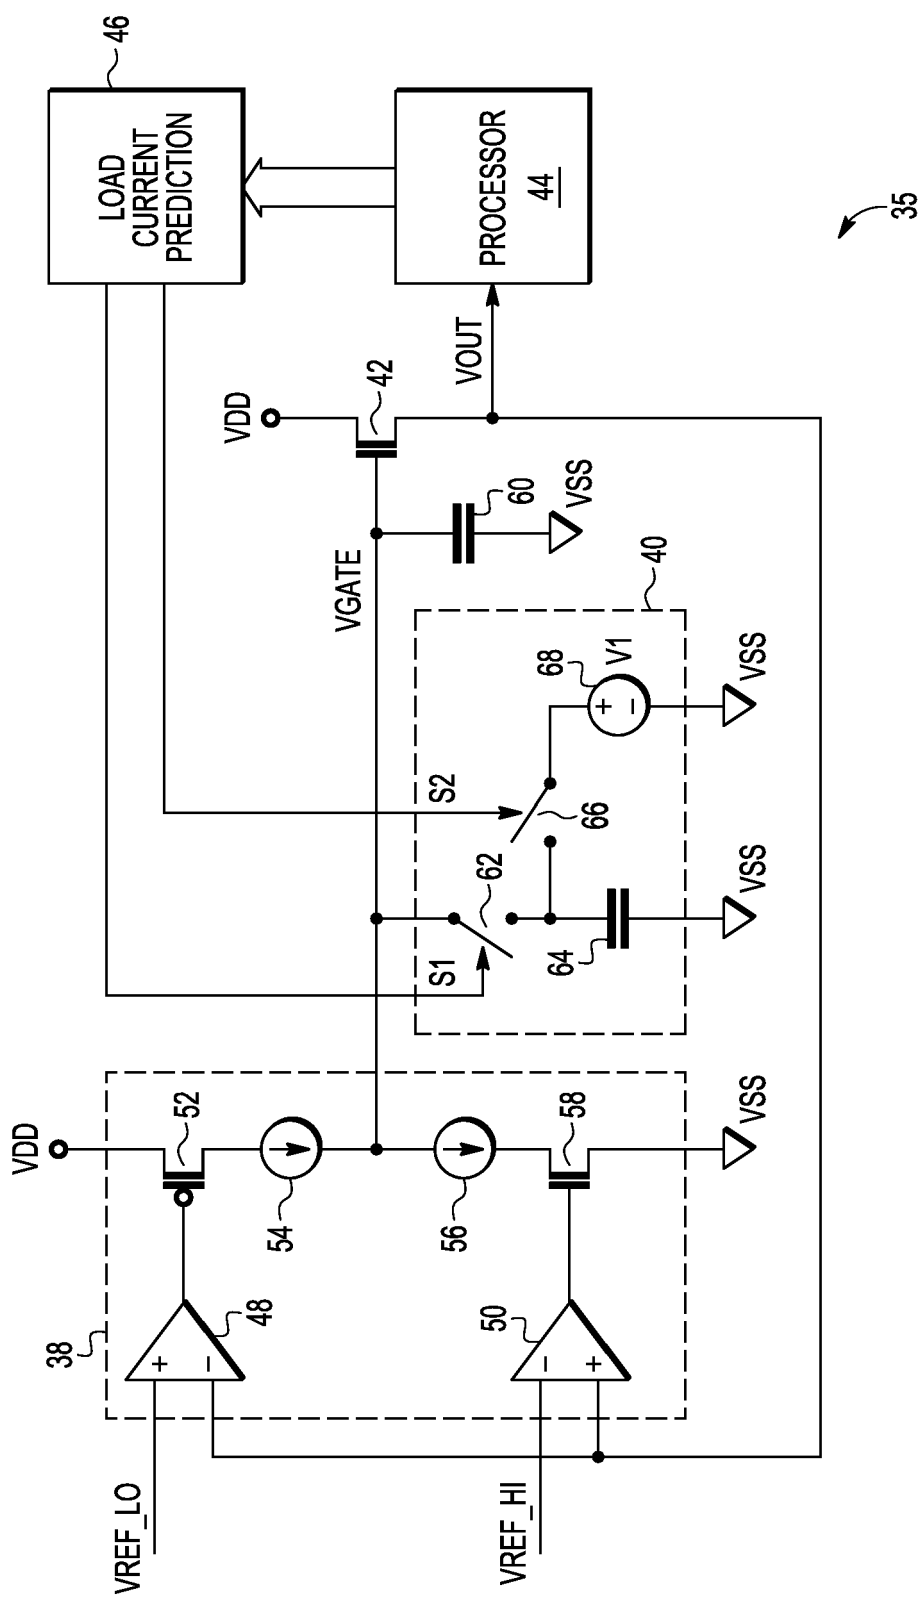 VREF_LO
38
+
−
48
VDD
52
54
VREF_HI
50
−
+
56
58
VSS
S1
62
64
VSS
S2
66
68
+
−
V1
VSS
40
VGATE
60
VSS
VDD
42
VOUT
LOAD
CURRENT
PREDICTION
46
PROCESSOR
44
35